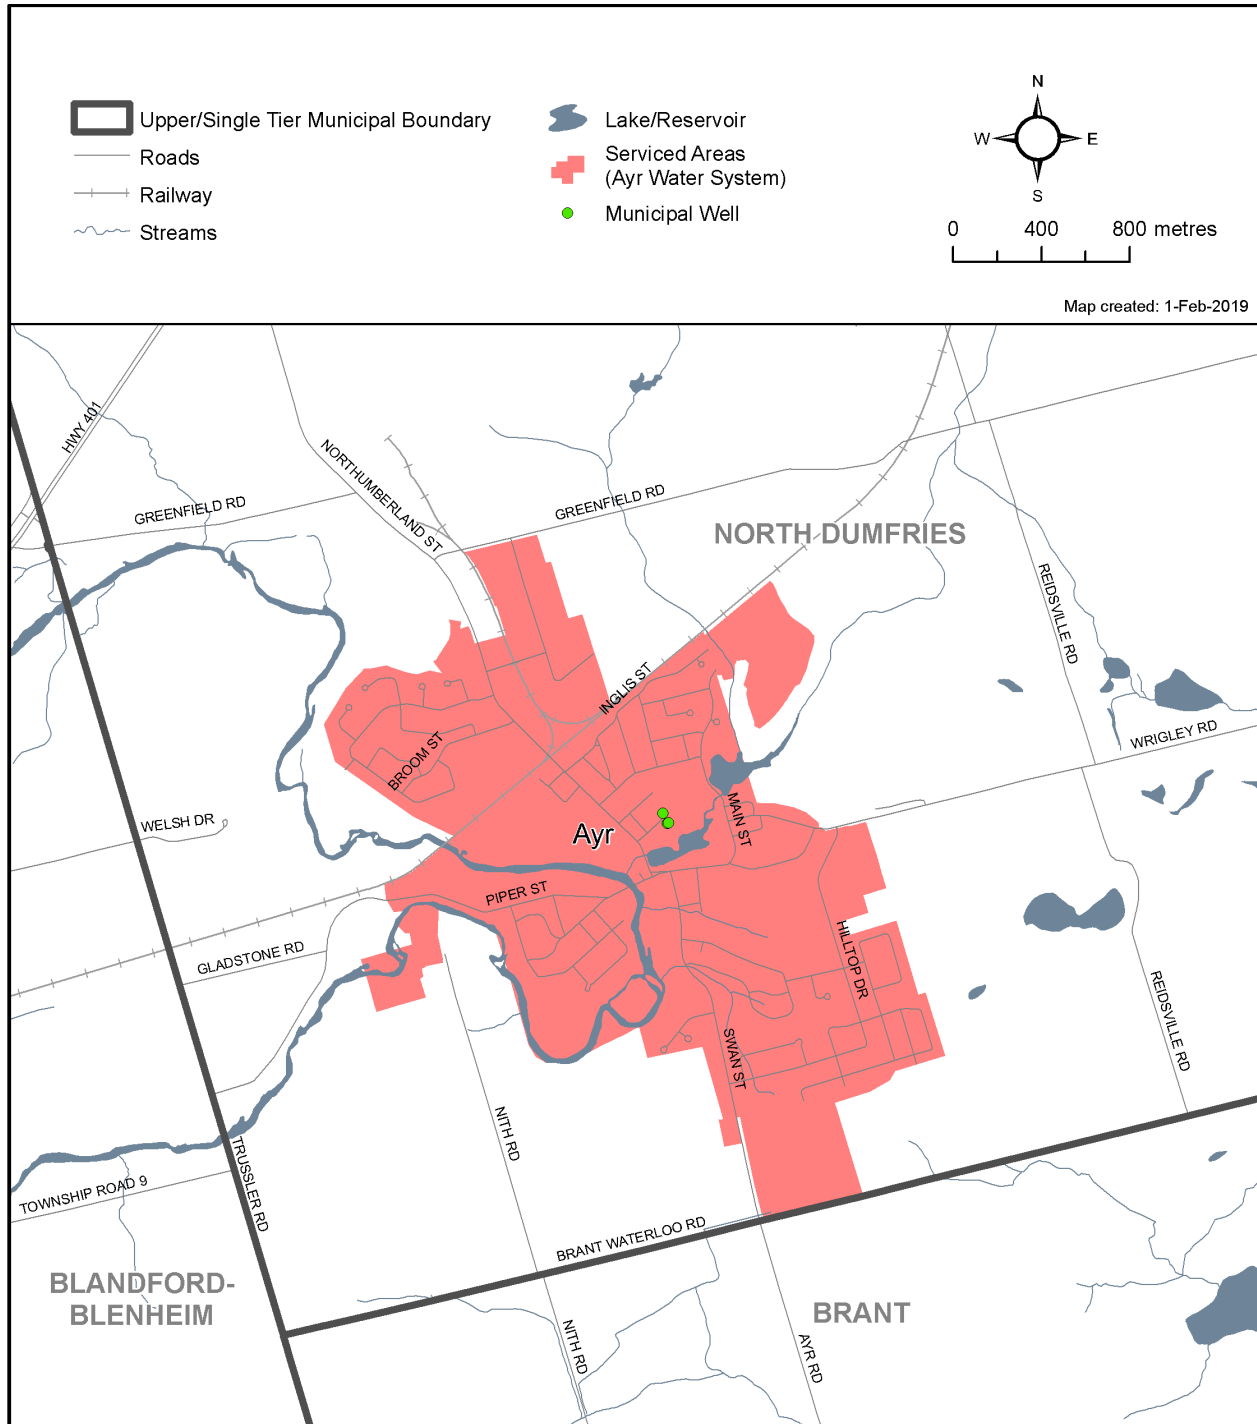 Upper/Single Tier Municipal Boundary
Roads
Railway
Streams
Lake/Reservoir
Serviced Areas
(Ayr Water System)
Municipal Well
N
W
E
S
0 400 800 metres
Map created: 1-Feb-2019
HWY 401
NORTHUMBERLAND ST
GREENFIELD RD
GREENFIELD RD
NORTH DUMFRIES
REIDSVILLE RD
INGLIS ST
WRIGLEY RD
BROOM ST
WELSH DR
MAIN ST
Ayr
PIPER ST
GLADSTONE RD
HILLTOP DR
REIDSVILLE RD
SWAN ST
NITH RD
TRUSSLER RD
TOWNSHIP ROAD 9
BRANT WATERLOO RD
BLANDFORD-
BLENHEIM
BRANT
NITH RD
AYR RD